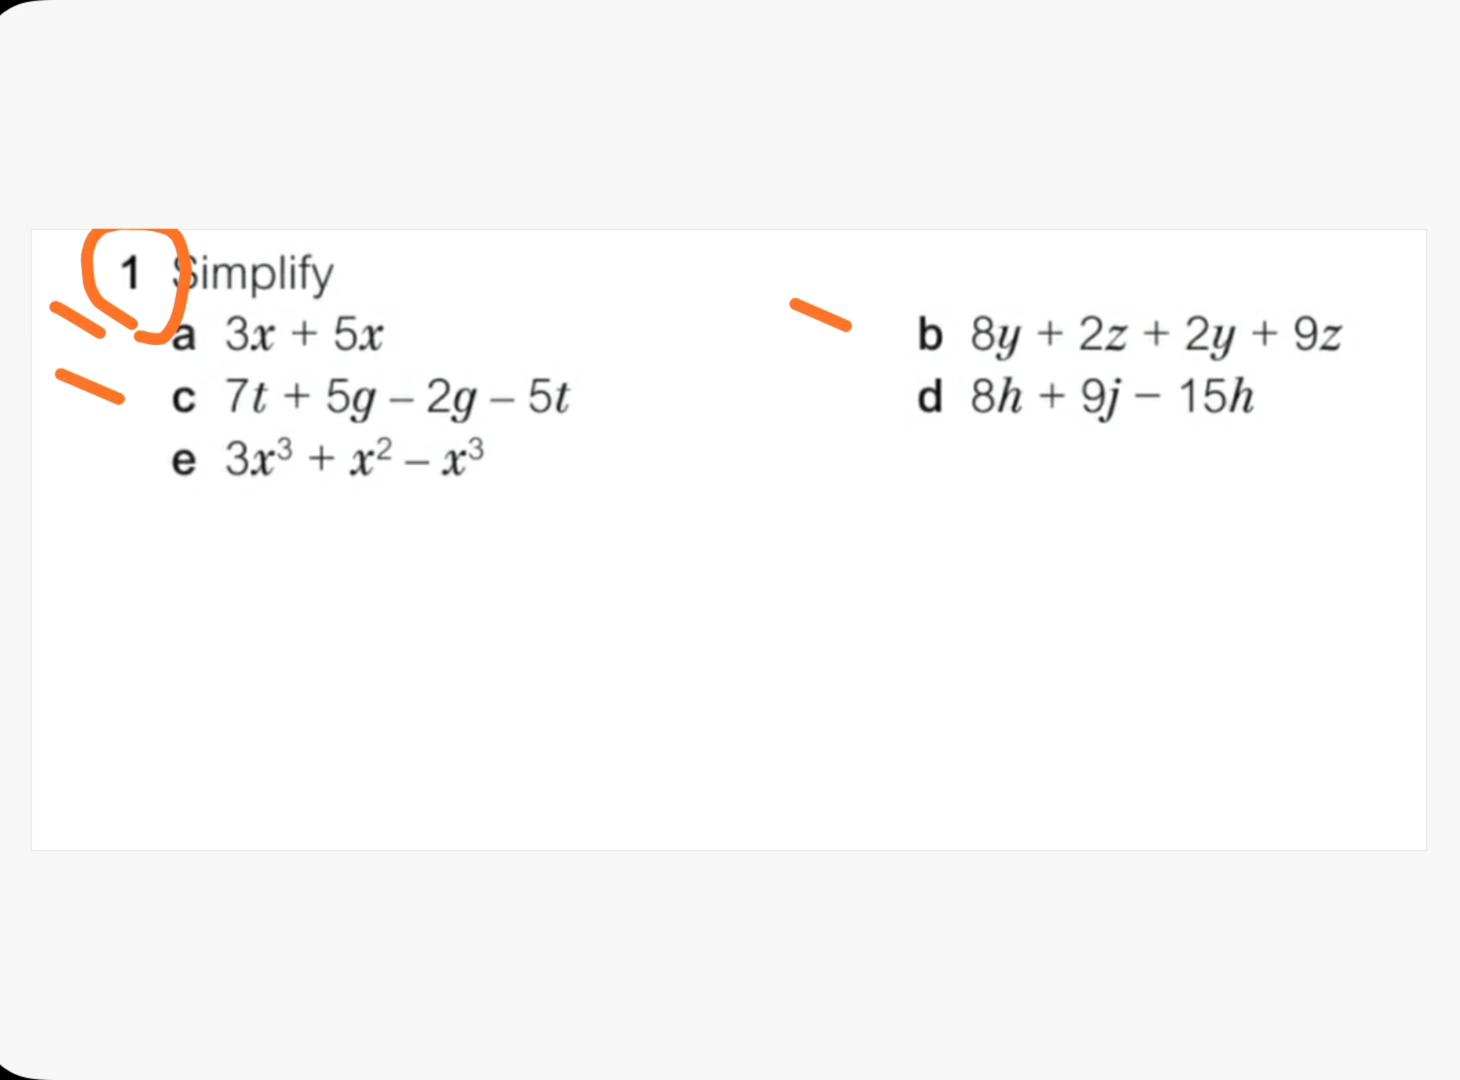 1 Simplify
a 3x + 5x
b 8y + 2z + 2y + 9z
c 7t + 5g – 2g – 5t
d 8h + 9j – 15h
e 3x³ + x² – x³